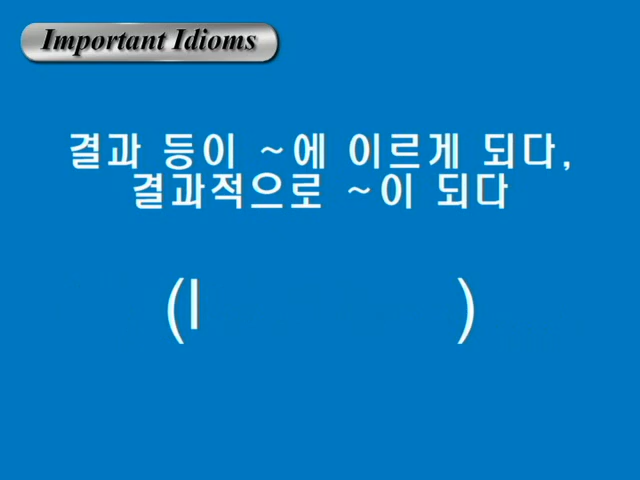 Important Idioms
결과 등이 ~에 이르게 되다,
결과적으로 ~이 되다
(l )